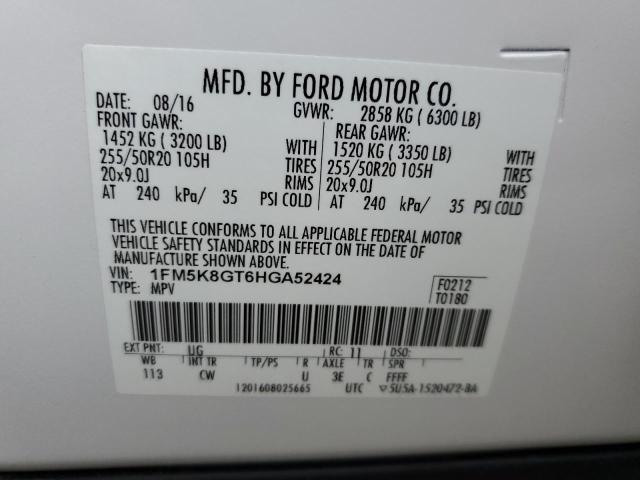 MFD. BY FORD MOTOR CO.
DATE: 08/16 GVWR: 2858 KG ( 6300 LB)
FRONT GAWR: REAR GAWR:
1452 KG ( 3200 LB) WITH 1520 KG ( 3350 LB) WITH
255/50R20 105H TIRES 255/50R20 105H TIRES
20x9.0J RIMS 20x9.0J RIMS
AT 240 kPa/ 35 PSI COLD AT 240 kPa/ 35 PSI COLD
THIS VEHICLE CONFORMS TO ALL APPLICABLE FEDERAL MOTOR
VEHICLE SAFETY STANDARDS IN EFFECT ON THE DATE OF
MANUFACTURE SHOWN ABOVE.
VIN: 1FM5K8GT6HGA52424 F0212
TYPE: MPV T0180
EXT PNT: UG RC: 11 DSO:
WB INT TR TP/PS R AXLE TR SPR
113 CW U 3E C FFFF
1201608025665 UTC ▽5U5A-1520472-BA